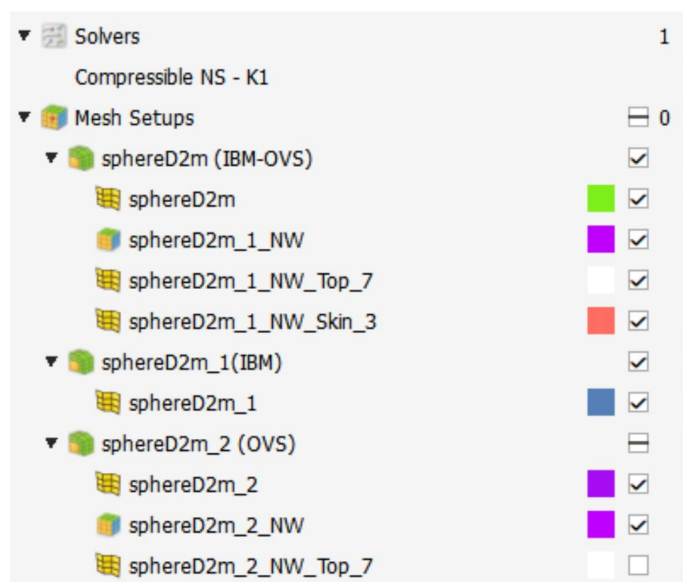 Solvers 1
Compressible NS - K1
Mesh Setups 0
sphereD2m (IBM-OVS)
sphereD2m
sphereD2m_1_NW
sphereD2m_1_NW_Top_7
sphereD2m_1_NW_Skin_3
sphereD2m_1(IBM)
sphereD2m_1
sphereD2m_2 (OVS)
sphereD2m_2
sphereD2m_2_NW
sphereD2m_2_NW_Top_7